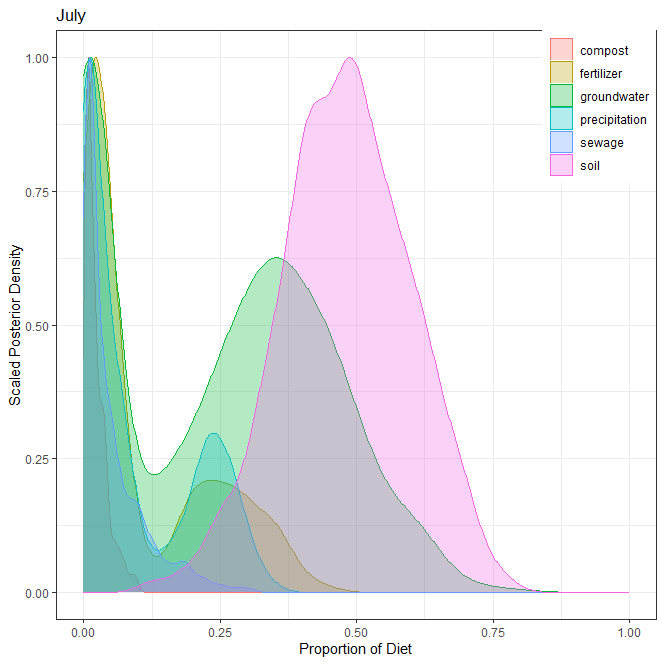 July
compost
fertilizer
groundwater
precipitation
sewage
soil
1.00
0.75
0.50
0.25
0.00
Scaled Posterior Density
0.00 0.25 0.50 0.75 1.00
Proportion of Diet